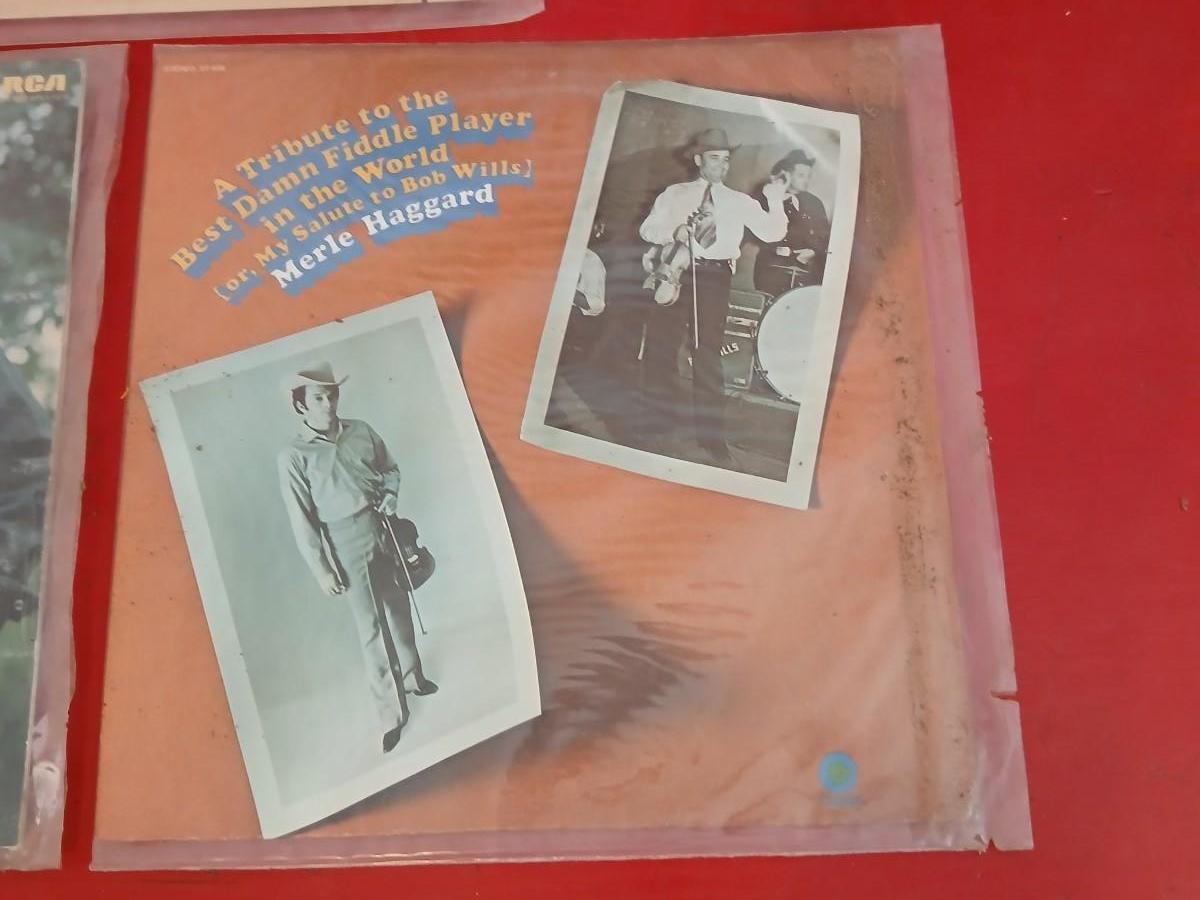 RCA
A Tribute to the
Best Damn Fiddle Player
in the World
(or, My Salute to Bob Wills)
Merle Haggard